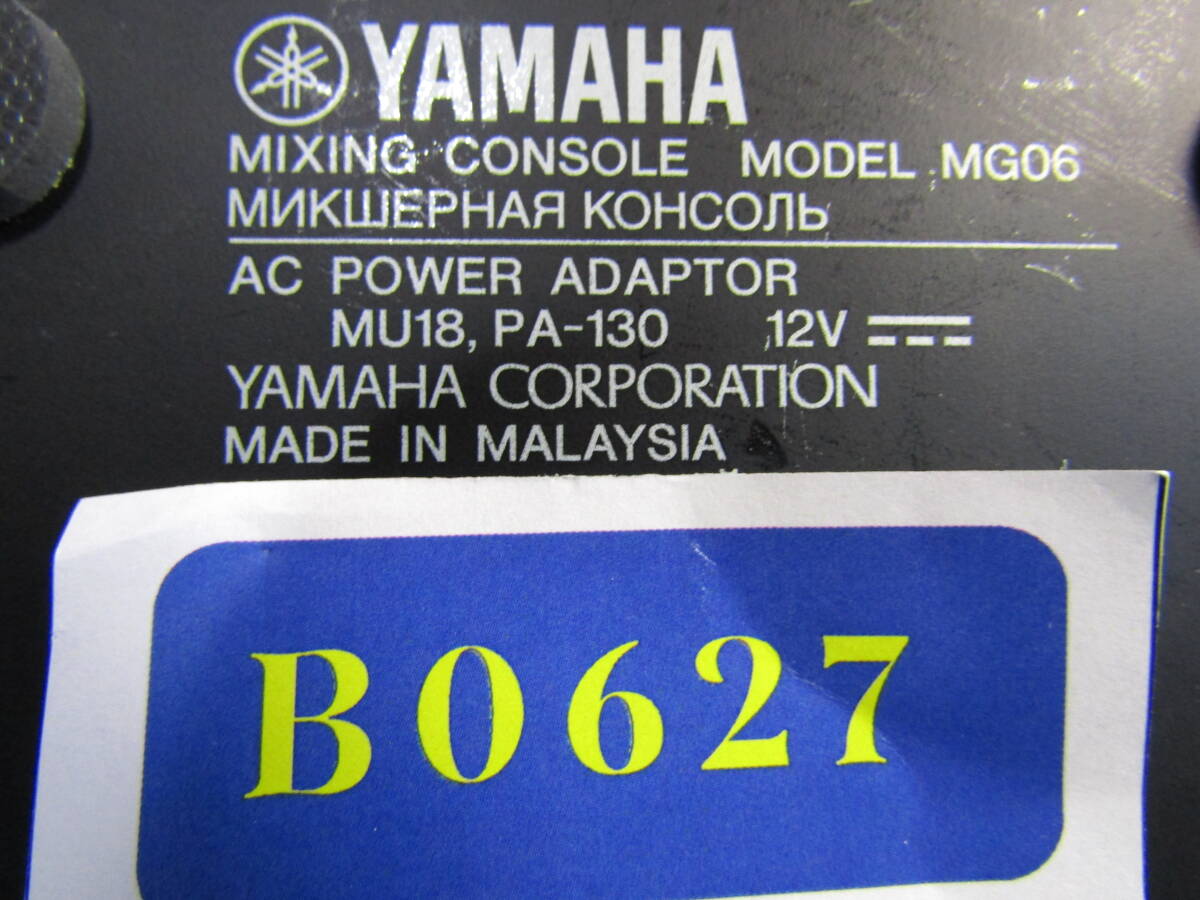 YAMAHA
MIXING CONSOLE MODEL MG06
МИКШЕРНАЯ КОНСОЛЬ
AC POWER ADAPTOR
MU18, PA-130 12V
YAMAHA CORPORATION
MADE IN MALAYSIA
B0627